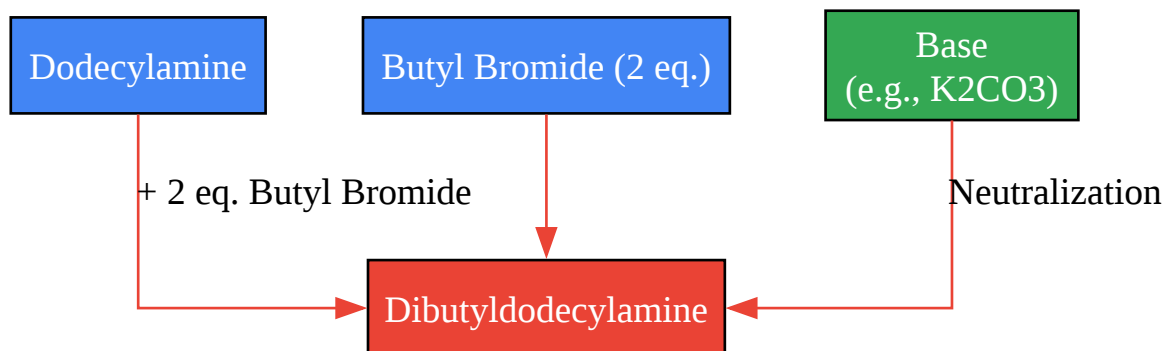 Dodecylamine
Butyl Bromide (2 eq.)
Base
(e.g., K2CO3)
+ 2 eq. Butyl Bromide
Neutralization
Dibutyldodecylamine